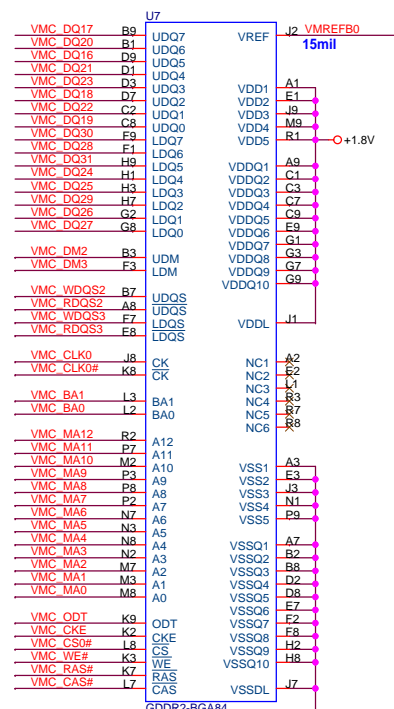 U7
VMC_DQ17 B9 UDQ7
VMC_DQ20 B1 UDQ6
VMC_DQ16 D9 UDQ5
VMC_DQ21 D1 UDQ4
VMC_DQ23 D3 UDQ3
VMC_DQ18 D7 UDQ2
VMC_DQ22 C2 UDQ1
VMC_DQ19 C8 UDQ0
VMC_DQ30 F9 LDQ7
VMC_DQ28 F1 LDQ6
VMC_DQ31 H9 LDQ5
VMC_DQ24 H1 LDQ4
VMC_DQ25 H3 LDQ3
VMC_DQ29 H7 LDQ2
VMC_DQ26 G2 LDQ1
VMC_DQ27 G8 LDQ0
VMC_DM2 B3 UDM
VMC_DM3 F3 LDM
VMC_WDQS2 B7 UDQS
VMC_RDQS2 A8 UDQS
VMC_WDQS3 F7 LDQS
VMC_RDQS3 E8 LDQS
VMC_CLK0 J8 CK
VMC_CLK0# K8 CK
VMC_BA1 L3 BA1
VMC_BA0 L2 BA0
VMC_MA12 R2 A12
VMC_MA11 P7 A11
VMC_MA10 M2 A10
VMC_MA9 P3 A9
VMC_MA8 P8 A8
VMC_MA7 P2 A7
VMC_MA6 N7 A6
VMC_MA5 N3 A5
VMC_MA4 N8 A4
VMC_MA3 N2 A3
VMC_MA2 M7 A2
VMC_MA1 M3 A1
VMC_MA0 M8 A0
VMC_ODT K9 ODT
VMC_CKE K2 CKE
VMC_CS0# L8 CS
VMC_WE# K3 WE
VMC_RAS# K7 RAS
VMC_CAS# L7 CAS
VREF J2 VMREFB0
15mil
VDD1 A1
VDD2 E1
VDD3 J9
VDD4 M9
VDD5 R1
+1.8V
VDDQ1 A9
VDDQ2 C1
VDDQ3 C3
VDDQ4 C7
VDDQ5 C9
VDDQ6 E9
VDDQ7 G1
VDDQ8 G3
VDDQ9 G7
VDDQ10 G9
VDDL J1
NC1 A2
NC2 E2
NC3 L1
NC4 R3
NC5 R7
NC6 R8
VSS1 A3
VSS2 E3
VSS3 J3
VSS4 N1
VSS5 P9
VSSQ1 A7
VSSQ2 B2
VSSQ3 B8
VSSQ4 D2
VSSQ5 D8
VSSQ6 E7
VSSQ7 F2
VSSQ8 F8
VSSQ9 H2
VSSQ10 H8
VSSDL J7
GDDR2-BGA84